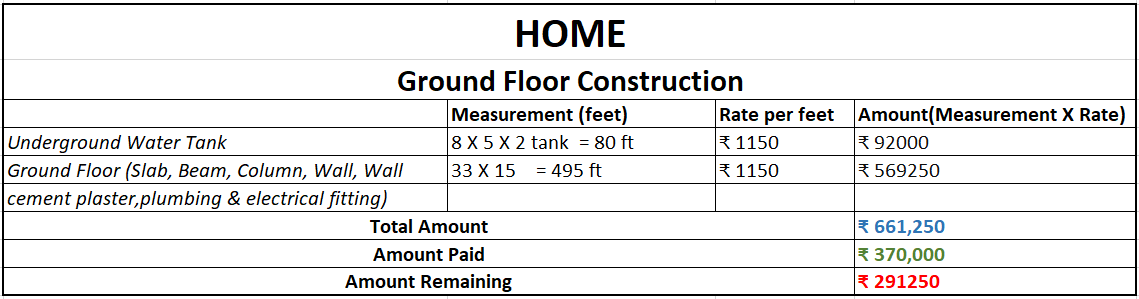 HOME
Ground Floor Construction
Measurement (feet) Rate per feet Amount(Measurement X Rate)
Underground Water Tank 8 X 5 X 2 tank = 80 ft ₹ 1150 ₹ 92000
Ground Floor (Slab, Beam, Column, Wall, Wall 33 X 15 = 495 ft ₹ 1150 ₹ 569250
cement plaster,plumbing & electrical fitting)
Total Amount ₹ 661,250
Amount Paid ₹ 370,000
Amount Remaining ₹ 291250